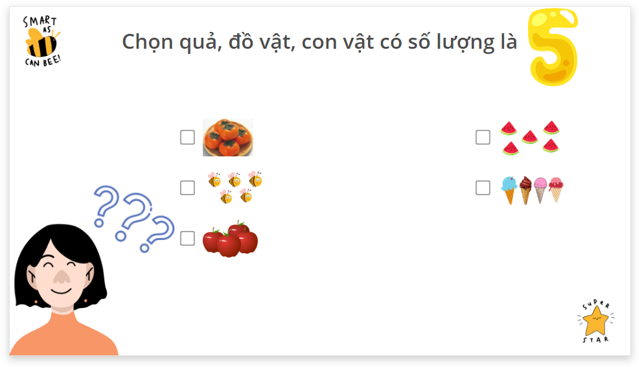 SMART
AS
CAN BEE!
Chọn quả, đồ vật, con vật có số lượng là 5
???
SUPER
STAR